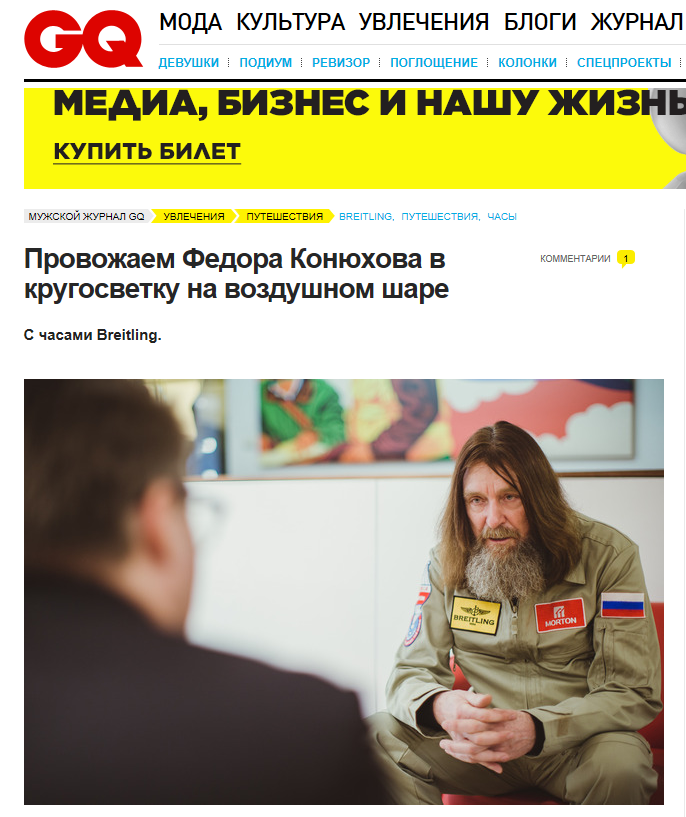 GQ
МОДА КУЛЬТУРА УВЛЕЧЕНИЯ БЛОГИ ЖУРНАЛ
ДЕВУШКИ ПОДИУМ РЕВИЗОР ПОГЛОЩЕНИЕ КОЛОНКИ СПЕЦПРОЕКТЫ
МЕДИА, БИЗНЕС И НАШУ ЖИЗНЬ
КУПИТЬ БИЛЕТ
МУЖСКОЙ ЖУРНАЛ GQ УВЛЕЧЕНИЯ ПУТЕШЕСТВИЯ BREITLING, ПУТЕШЕСТВИЯ, ЧАСЫ
Провожаем Федора Конюхова в
кругосветку на воздушном шаре
КОММЕНТАРИИ 1
С часами Breitling.
BREITLING
MORTON